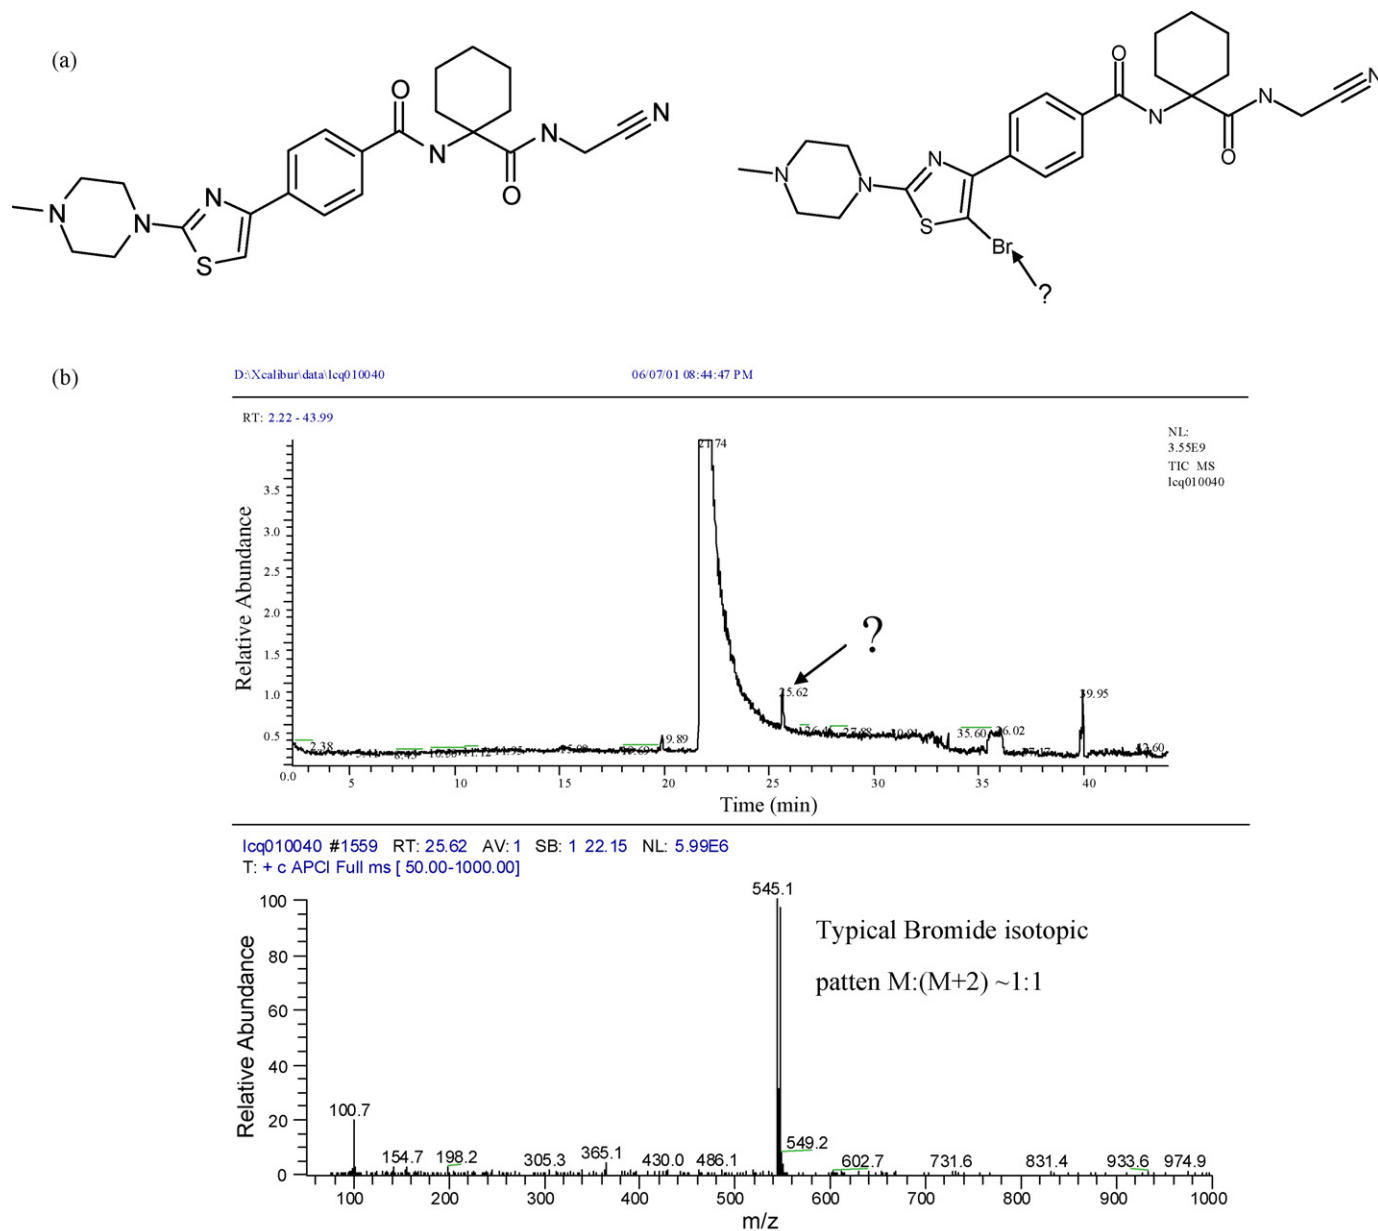 (a)
O
N
N
N
O
N
N
N
S
O
N
N
N
O
N
N
N
S
Br
?
(b)
D:\Xcalibur\data\lcq010040 06/07/01 08:44:47 PM
RT: 2.22 - 43.99
NL:
3.55E9
TIC MS
lcq010040
21.74
3.5
3.0
2.5
2.0
1.5
1.0
0.5
0.0
Relative Abundance
?
25.62
39.95
2.38
9.89
27.88
35.60
36.02
42.60
5 10 15 20 25 30 35 40
Time (min)
lcq010040 #1559 RT: 25.62 AV: 1 SB: 1 22.15 NL: 5.99E6
T: + c APCI Full ms [ 50.00-1000.00]
545.1
100
80
60
40
20
0
Relative Abundance
Typical Bromide isotopic
patten M:(M+2) ~1:1
100.7
154.7 198.2 305.3 365.1 430.0 486.1 549.2 602.7 731.6 831.4 933.6 974.9
100 200 300 400 500 600 700 800 900 1000
m/z